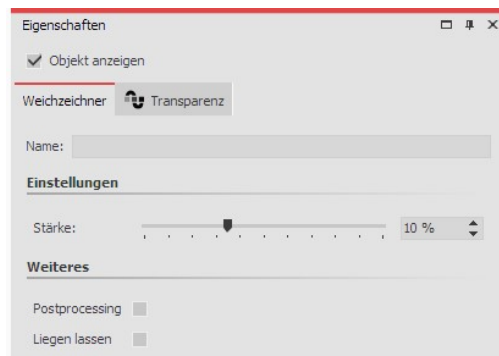 Eigenschaften
Objekt anzeigen
Weichzeichner Transparenz
Name:
Einstellungen
Stärke: 10 %
Weiteres
Postprocessing
Liegen lassen